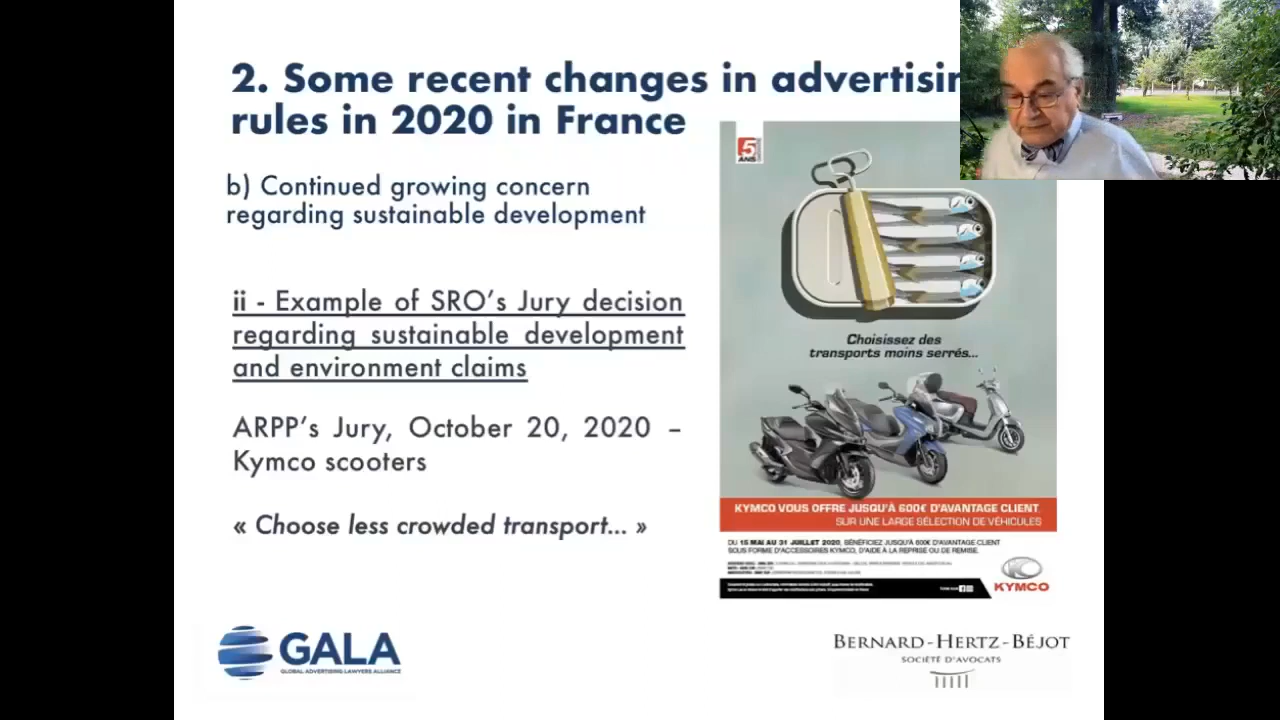 2. Some recent changes in advertisin
rules in 2020 in France
b) Continued growing concern
regarding sustainable development
ii - Example of SRO's Jury decision
regarding sustainable development
and environment claims
ARPP's Jury, October 20, 2020 –
Kymco scooters
« Choose less crowded transport... »
5
ANS
Choisissez des
transports moins serrés...
KYMCO VOUS OFFRE JUSQU'À 600€ D'AVANTAGE CLIENT
SUR UNE LARGE SÉLECTION DE VÉHICULES
DU 15 MAI AU 31 JUILLET 2020, BÉNÉFICIEZ JUSQU'À 600€ D'AVANTAGE CLIENT
SOUS FORME D'ACCESSOIRES KYMCO, D'AIDE À LA REPRISE OU DE REMISE.
KYMCO
GALA
GLOBAL ADVERTISING LAWYERS ALLIANCE
BERNARD-HERTZ-BÉJOT
SOCIÉTÉ D'AVOCATS